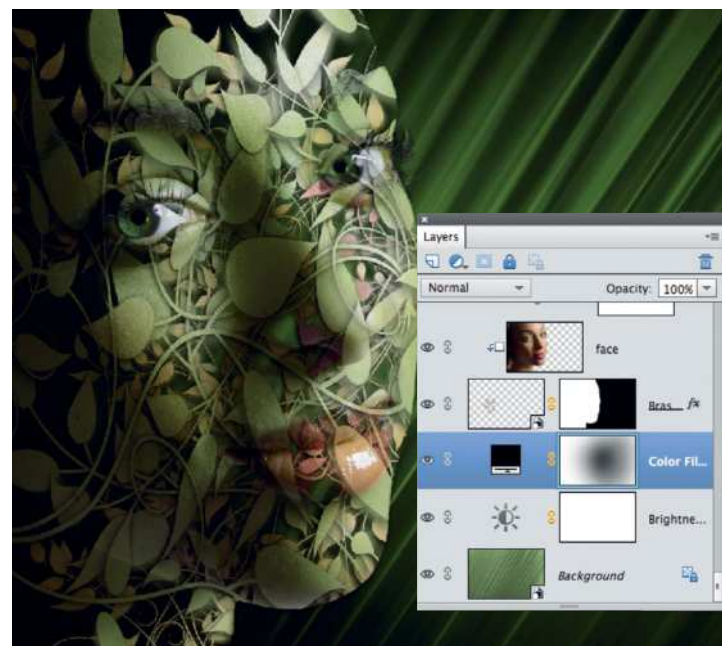 Layers
Normal Opacity: 100%
face
Bras... fx
Color Fil...
Brightne...
Background